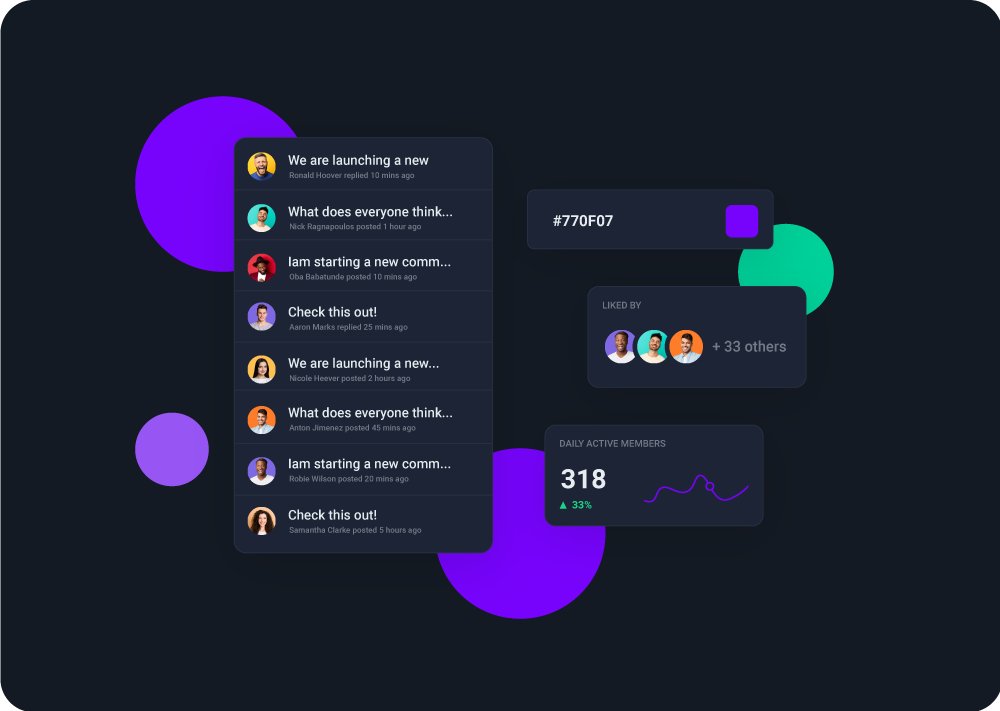 We are launching a new
Ronald Hoover replied 10 mins ago
What does everyone think...
Nick Ragnapoulos posted 1 hour ago
Iam starting a new comm...
Oba Babatunde posted 10 mins ago
Check this out!
Aaron Marks replied 25 mins ago
We are launching a new...
Nicole Heever posted 2 hours ago
What does everyone think...
Anton Jimenez posted 45 mins ago
Iam starting a new comm...
Robie Wilson posted 20 mins ago
Check this out!
Samantha Clarke posted 5 hours ago
#770F07
LIKED BY
+ 33 others
DAILY ACTIVE MEMBERS
318
▲ 33%